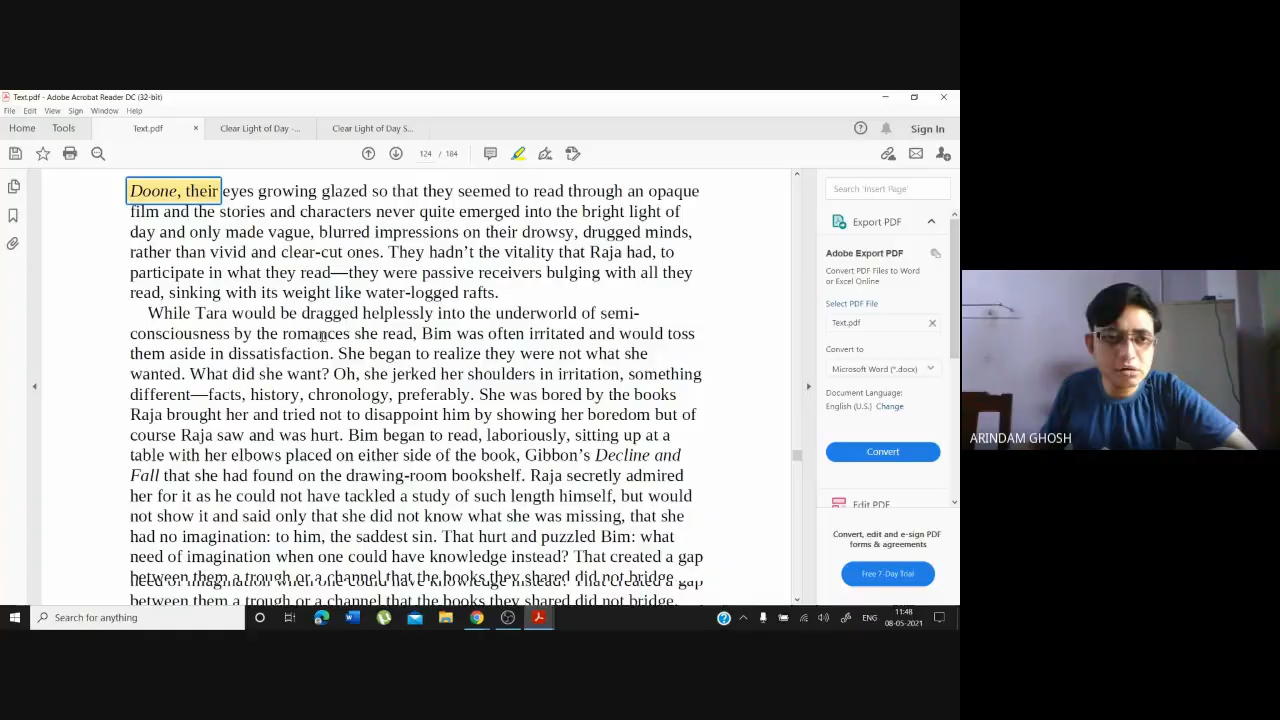 Text.pdf - Adobe Acrobat Reader DC (32-bit)
File Edit View Sign Window Help
Home Tools Text.pdf × Clear Light of Day -... Clear Light of Day S... Sign In
124 / 184
Doone, their eyes growing glazed so that they seemed to read through an opaque
film and the stories and characters never quite emerged into the bright light of
day and only made vague, blurred impressions on their drowsy, drugged minds,
rather than vivid and clear-cut ones. They hadn't the vitality that Raja had, to
participate in what they read—they were passive receivers bulging with all they
read, sinking with its weight like water-logged rafts.
While Tara would be dragged helplessly into the underworld of semi-
consciousness by the romances she read, Bim was often irritated and would toss
them aside in dissatisfaction. She began to realize they were not what she
wanted. What did she want? Oh, she jerked her shoulders in irritation, something
different—facts, history, chronology, preferably. She was bored by the books
Raja brought her and tried not to disappoint him by showing her boredom but of
course Raja saw and was hurt. Bim began to read, laboriously, sitting up at a
table with her elbows placed on either side of the book, Gibbon's Decline and
Fall that she had found on the drawing-room bookshelf. Raja secretly admired
her for it as he could not have tackled a study of such length himself, but would
not show it and said only that she did not know what she was missing, that she
had no imagination: to him, the saddest sin. That hurt and puzzled Bim: what
need of imagination when one could have knowledge instead? That created a gap
between them a trough or a channel that the books they shared did not bridge.
between them a trough or a channel that the books they shared did not bridge.
Search 'Insert Page'
Export PDF
Adobe Export PDF
Convert PDF Files to Word
or Excel Online
Select PDF File
Text.pdf
Convert to
Microsoft Word (*.docx)
Document Language:
English (U.S.) Change
Convert
Edit PDF
Convert, edit and e-sign PDF
forms & agreements
Free 7-Day Trial
ARINDAM GHOSH
Search for anything
ENG
11:48
08-05-2021